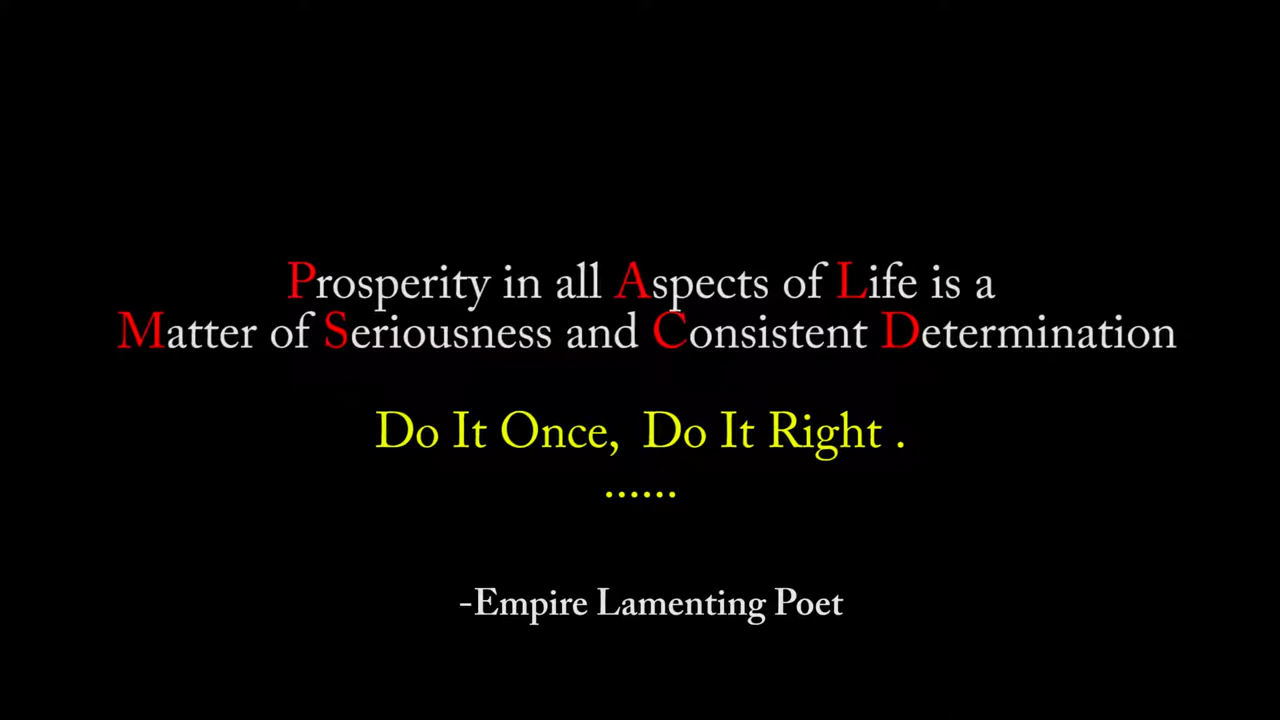 Prosperity in all Aspects of Life is a
Matter of Seriousness and Consistent Determination
Do It Once, Do It Right .
......
-Empire Lamenting Poet